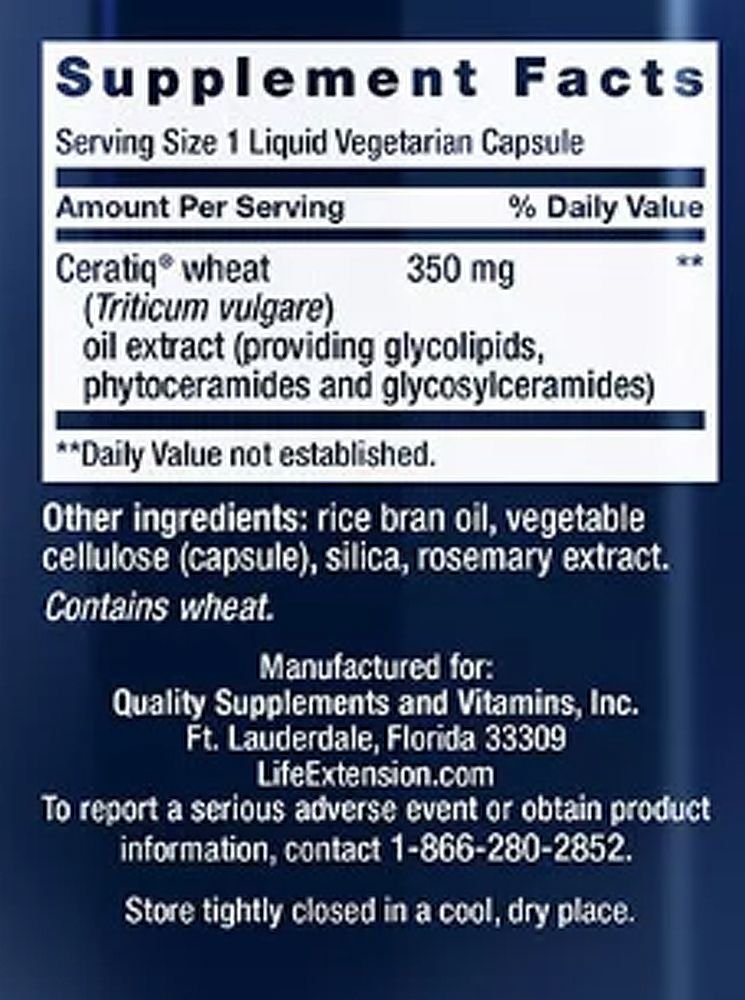 Supplement Facts
Serving Size 1 Liquid Vegetarian Capsule
Amount Per Serving % Daily Value
Ceratiq® wheat 350 mg **
(Triticum vulgare)
oil extract (providing glycolipids,
phytoceramides and glycosylceramides)
**Daily Value not established.
Other ingredients: rice bran oil, vegetable
cellulose (capsule), silica, rosemary extract.
Contains wheat.
Manufactured for:
Quality Supplements and Vitamins, Inc.
Ft. Lauderdale, Florida 33309
LifeExtension.com
To report a serious adverse event or obtain product
information, contact 1-866-280-2852.
Store tightly closed in a cool, dry place.